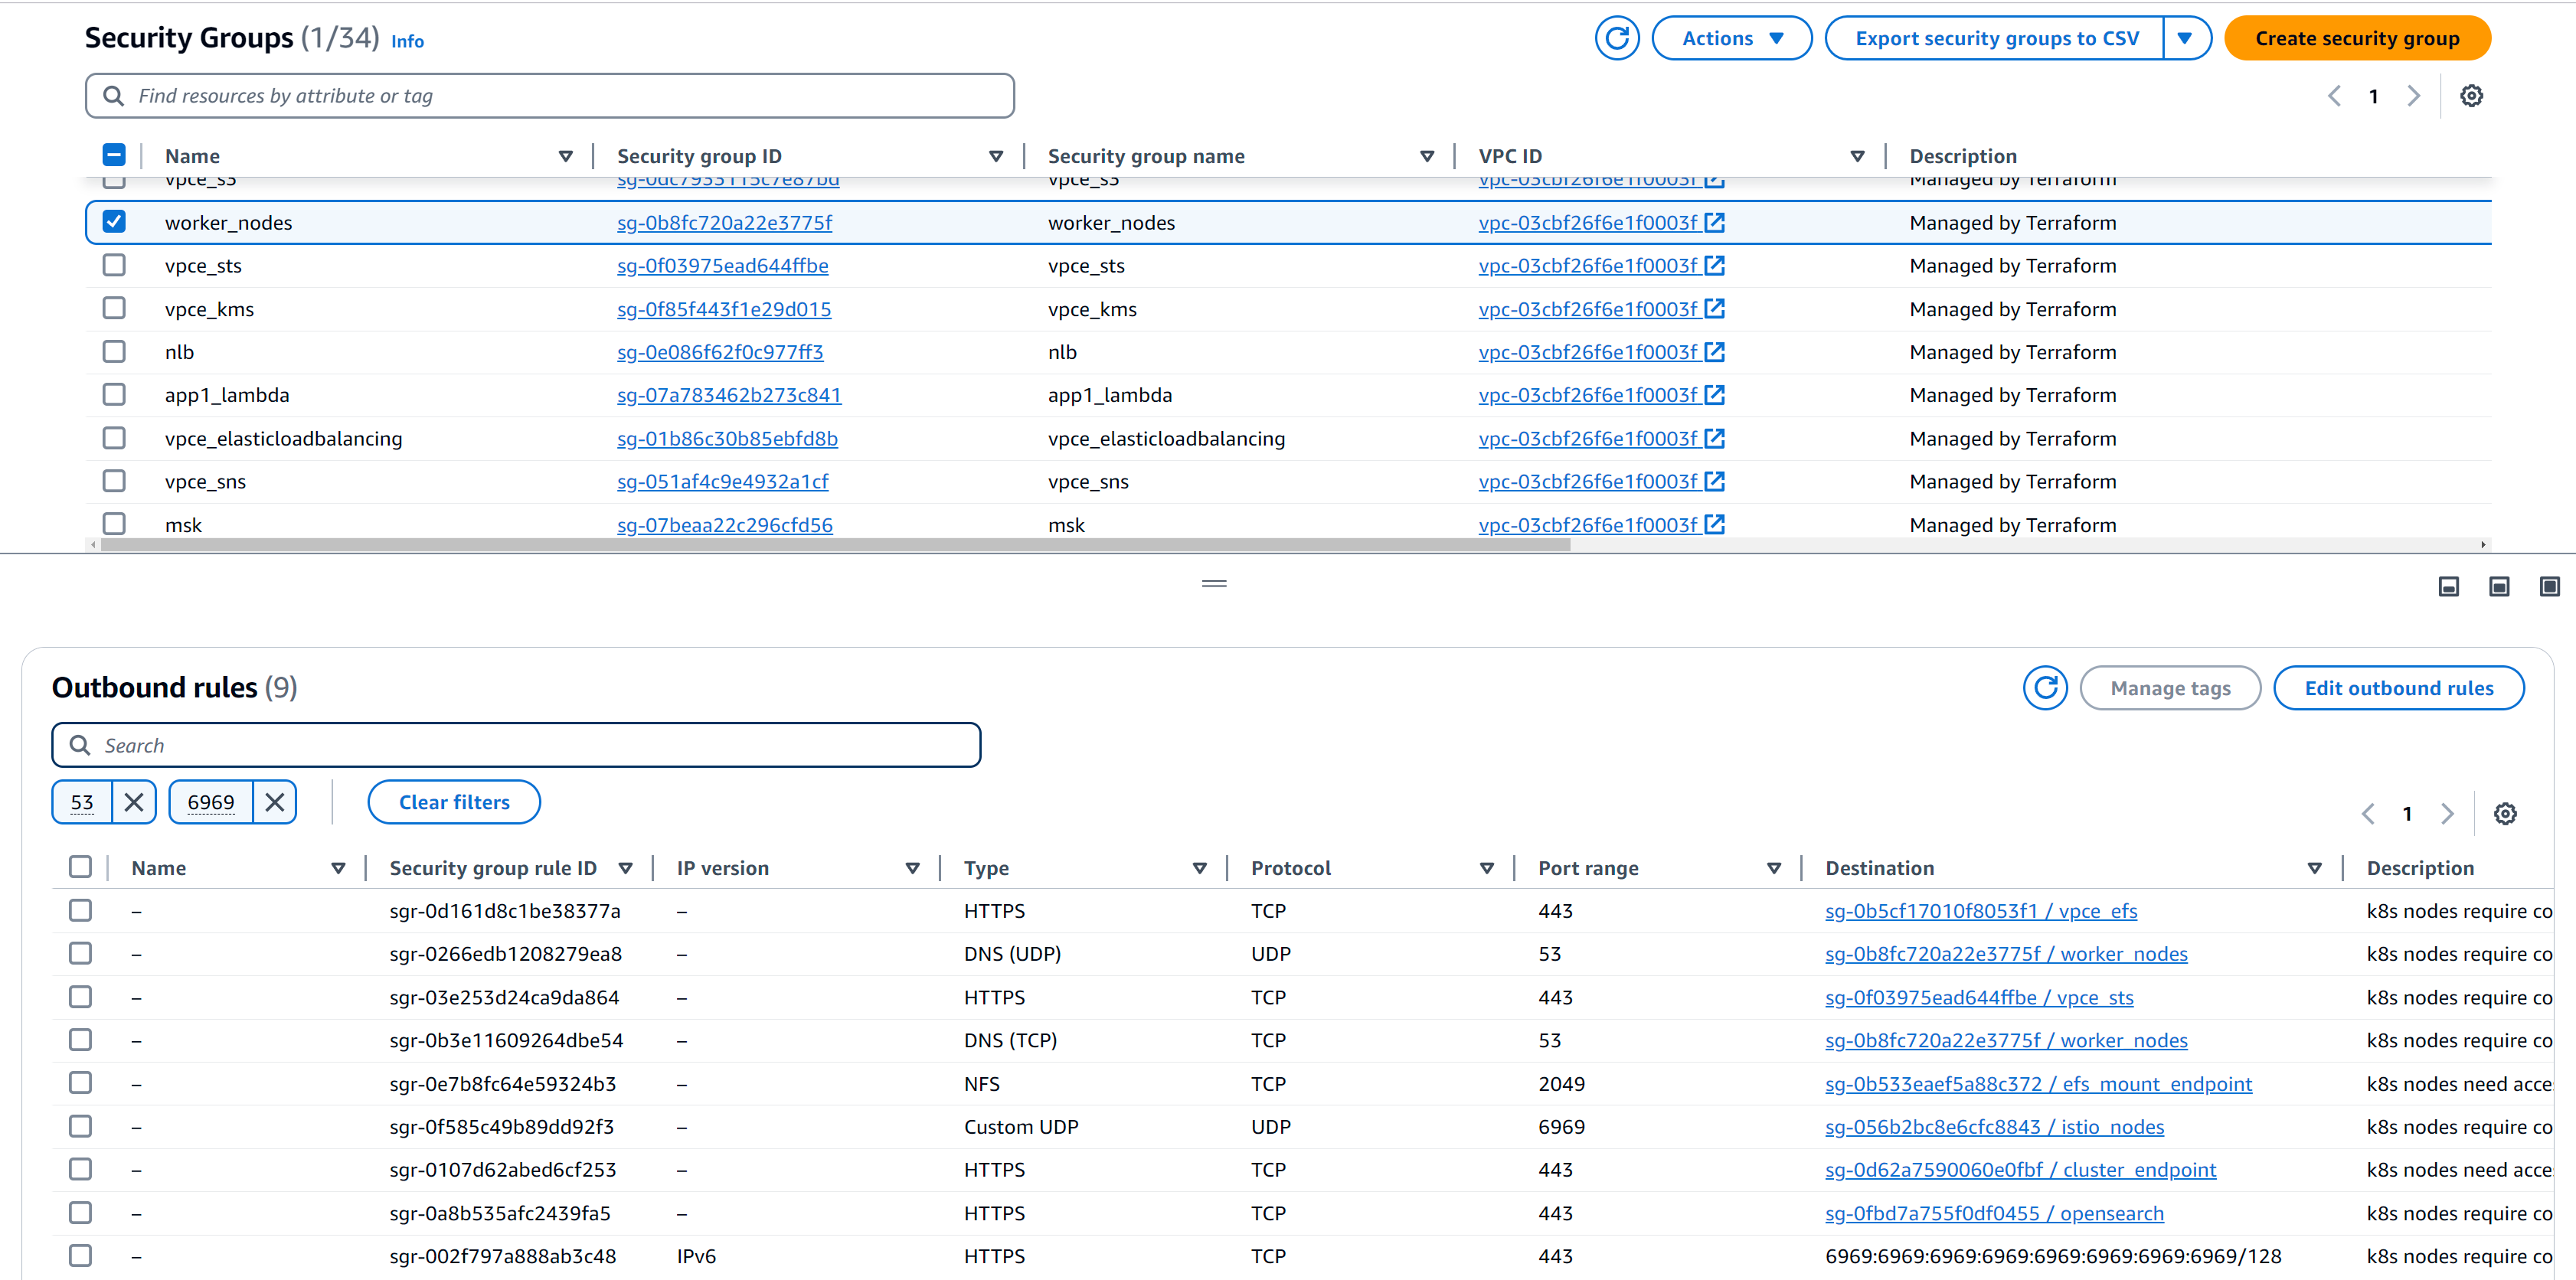 Security Groups (1/34) Info Actions Export security groups to CSV Create security group
Find resources by attribute or tag 1
Name Security group ID Security group name VPC ID Description
vpce_s3 sg-0dc7933115c7e87bd vpce_s3 vpc-03cbf26f6e1f0003f Managed by Terraform
worker_nodes sg-0b8fc720a22e3775f worker_nodes vpc-03cbf26f6e1f0003f Managed by Terraform
vpce_sts sg-0f03975ead644ffbe vpce_sts vpc-03cbf26f6e1f0003f Managed by Terraform
vpce_kms sg-0f85f443f1e29d015 vpce_kms vpc-03cbf26f6e1f0003f Managed by Terraform
nlb sg-0e086f62f0c977ff3 nlb vpc-03cbf26f6e1f0003f Managed by Terraform
app1_lambda sg-07a783462b273c841 app1_lambda vpc-03cbf26f6e1f0003f Managed by Terraform
vpce_elasticloadbalancing sg-01b86c30b85ebfd8b vpce_elasticloadbalancing vpc-03cbf26f6e1f0003f Managed by Terraform
vpce_sns sg-051af4c9e4932a1cf vpce_sns vpc-03cbf26f6e1f0003f Managed by Terraform
msk sg-07beaa22c296cfd56 msk vpc-03cbf26f6e1f0003f Managed by Terraform
Outbound rules (9) Manage tags Edit outbound rules
Search
53 6969 Clear filters 1
Name Security group rule ID IP version Type Protocol Port range Destination Description
– sgr-0d161d8c1be38377a – HTTPS TCP 443 sg-0b5cf17010f8053f1 / vpce_efs k8s nodes require co
– sgr-0266edb1208279ea8 – DNS (UDP) UDP 53 sg-0b8fc720a22e3775f / worker_nodes k8s nodes require co
– sgr-03e253d24ca9da864 – HTTPS TCP 443 sg-0f03975ead644ffbe / vpce_sts k8s nodes require co
– sgr-0b3e11609264dbe54 – DNS (TCP) TCP 53 sg-0b8fc720a22e3775f / worker_nodes k8s nodes require co
– sgr-0e7b8fc64e59324b3 – NFS TCP 2049 sg-0b533eaef5a88c372 / efs_mount_endpoint k8s nodes need acce
– sgr-0f585c49b89dd92f3 – Custom UDP UDP 6969 sg-056b2bc8e6cfc8843 / istio_nodes k8s nodes require co
– sgr-0107d62abed6cf253 – HTTPS TCP 443 sg-0d62a7590060e0fbf / cluster_endpoint k8s nodes need acce
– sgr-0a8b535afc2439fa5 – HTTPS TCP 443 sg-0fbd7a755f0df0455 / opensearch k8s nodes require co
– sgr-002f797a888ab3c48 IPv6 HTTPS TCP 443 6969:6969:6969:6969:6969:6969:6969:6969/128 k8s nodes require co